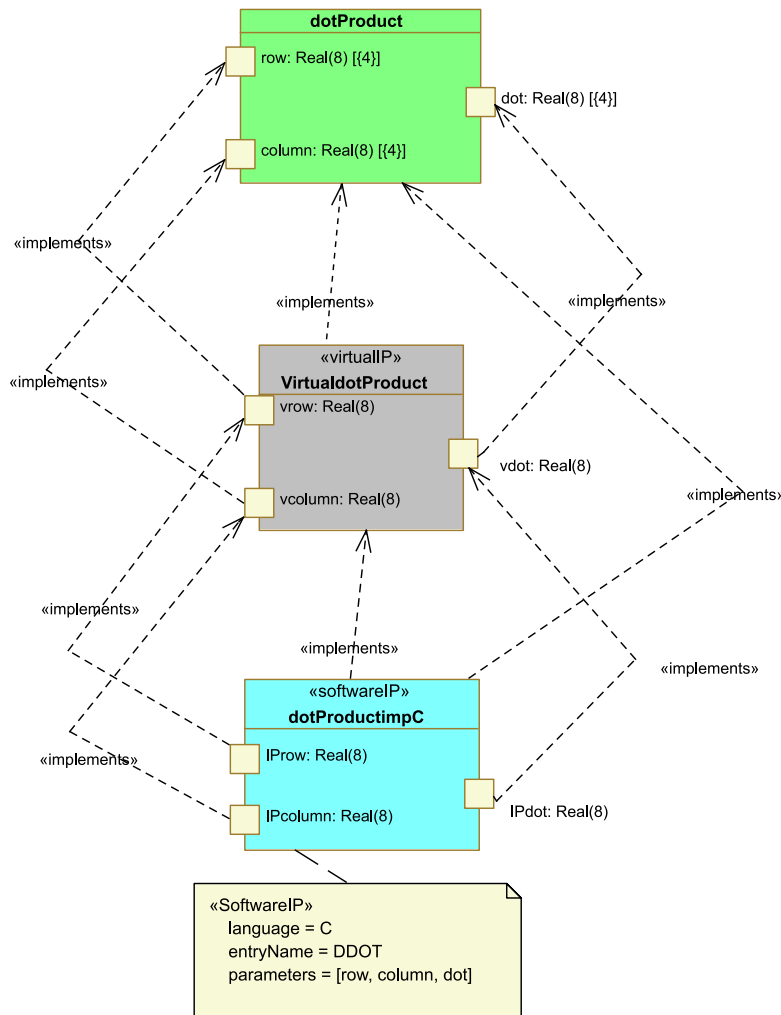 dotProduct
row: Real(8) [{4}]
dot: Real(8) [{4}]
column: Real(8) [{4}]
«implements»
«implements»
«implements»
«implements»
«virtualIP»
VirtualdotProduct
vrow: Real(8)
vdot: Real(8)
vcolumn: Real(8)
«implements»
«implements»
«implements»
«implements»
«implements»
«softwareIP»
dotProductimpC
IProw: Real(8)
IPcolumn: Real(8)
IPdot: Real(8)
«SoftwareIP»
language = C
entryName = DDOT
parameters = [row, column, dot]